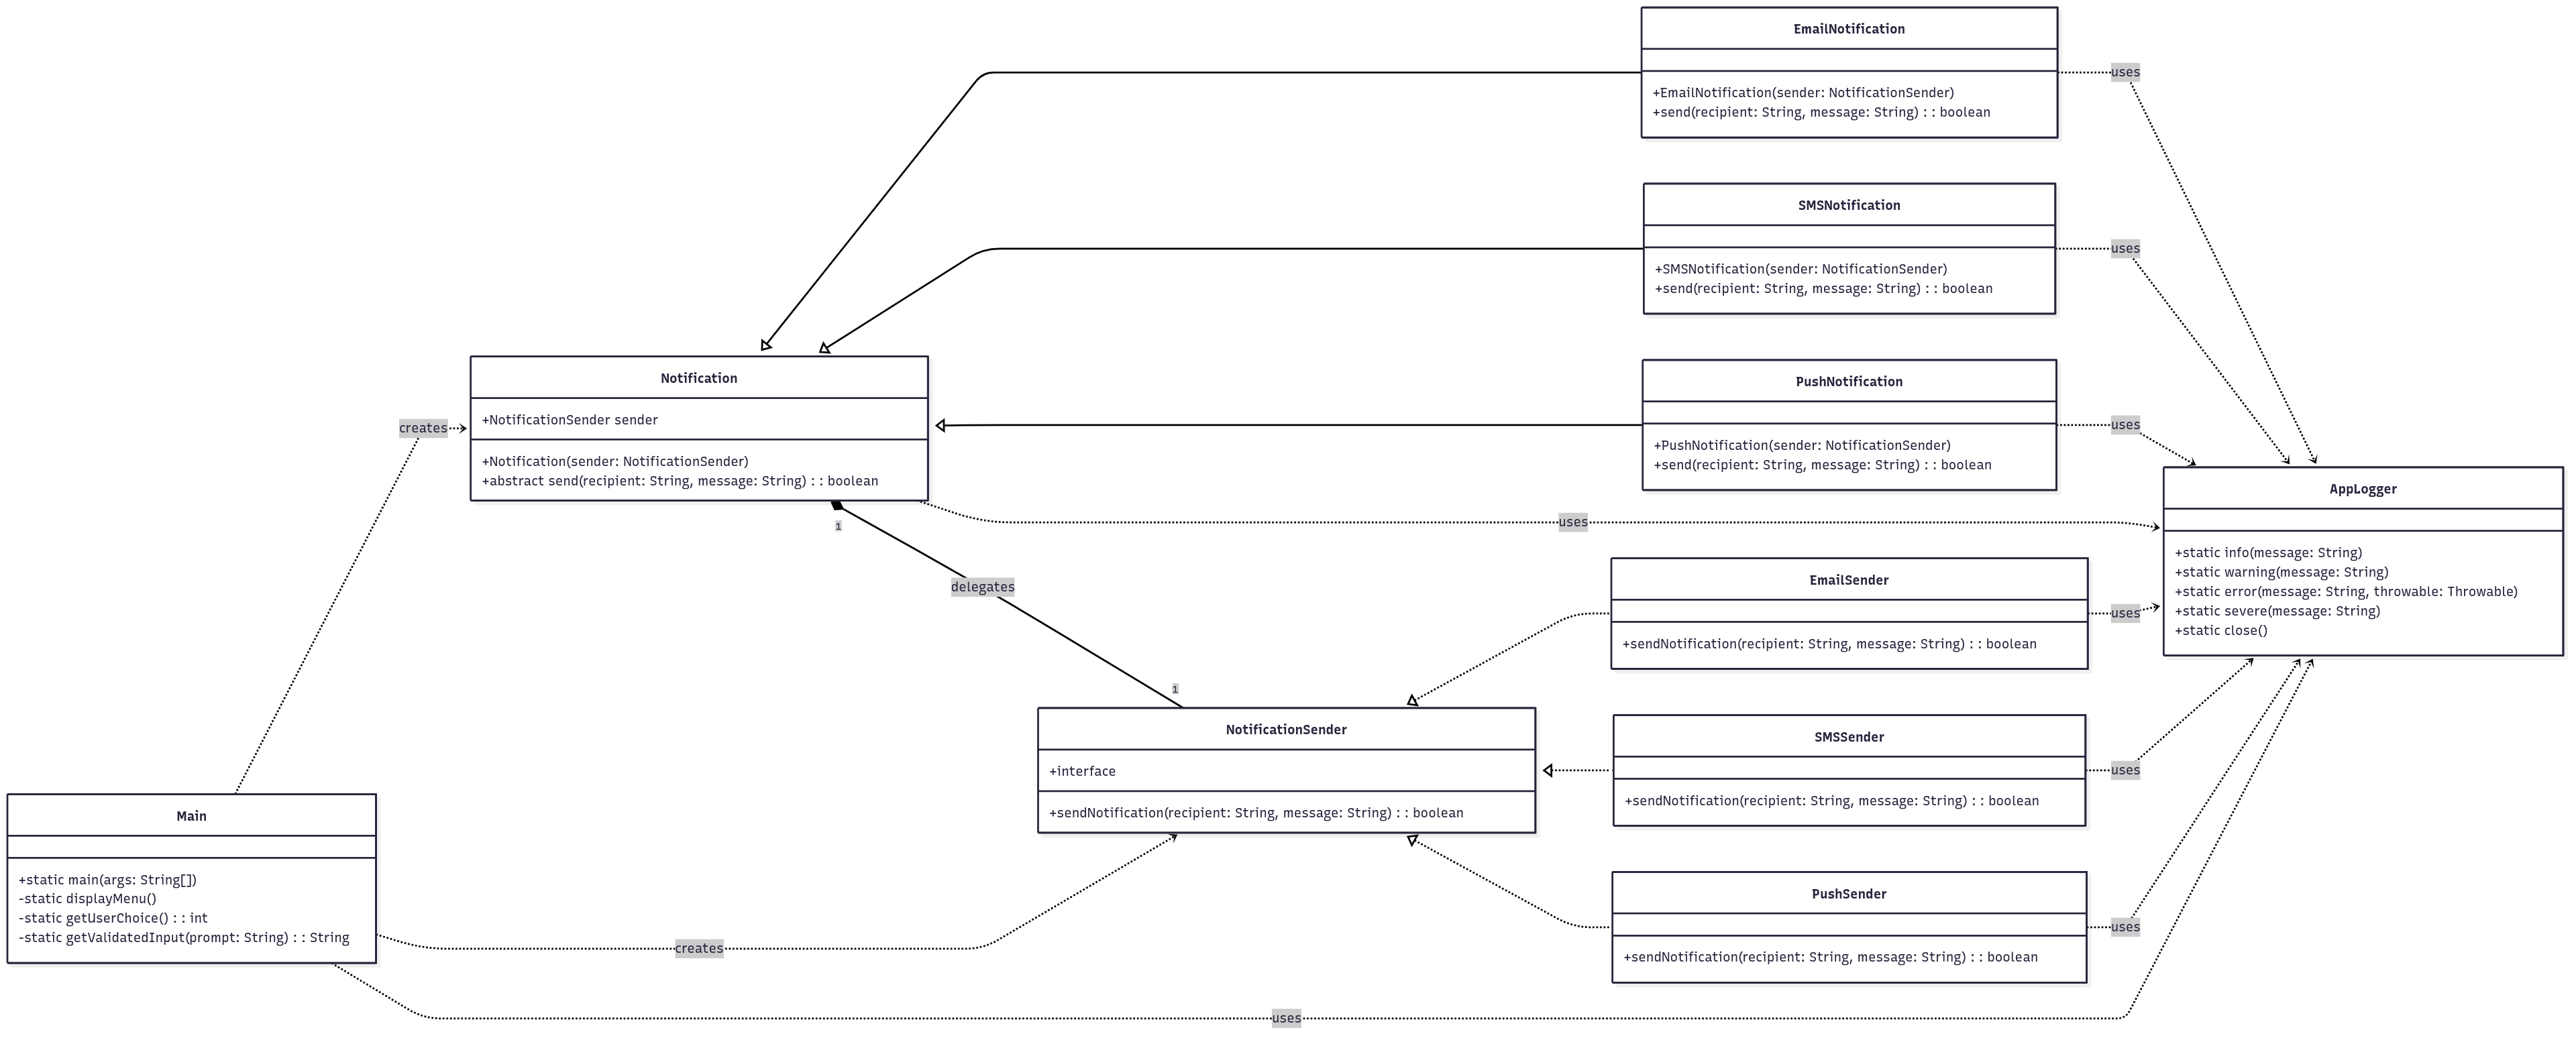 EmailNotification
+EmailNotification(sender: NotificationSender)
+send(recipient: String, message: String) : : boolean
uses
SMSNotification
+SMSNotification(sender: NotificationSender)
+send(recipient: String, message: String) : : boolean
uses
PushNotification
+PushNotification(sender: NotificationSender)
+send(recipient: String, message: String) : : boolean
uses
Notification
+NotificationSender sender
+Notification(sender: NotificationSender)
+abstract send(recipient: String, message: String) : : boolean
creates
uses
1
delegates
1
AppLogger
+static info(message: String)
+static warning(message: String)
+static error(message: String, throwable: Throwable)
+static severe(message: String)
+static close()
EmailSender
+sendNotification(recipient: String, message: String) : : boolean
uses
NotificationSender
+interface
+sendNotification(recipient: String, message: String) : : boolean
SMSSender
+sendNotification(recipient: String, message: String) : : boolean
uses
PushSender
+sendNotification(recipient: String, message: String) : : boolean
uses
Main
+static main(args: String[])
-static displayMenu()
-static getUserChoice() : : int
-static getValidatedInput(prompt: String) : : String
creates
uses